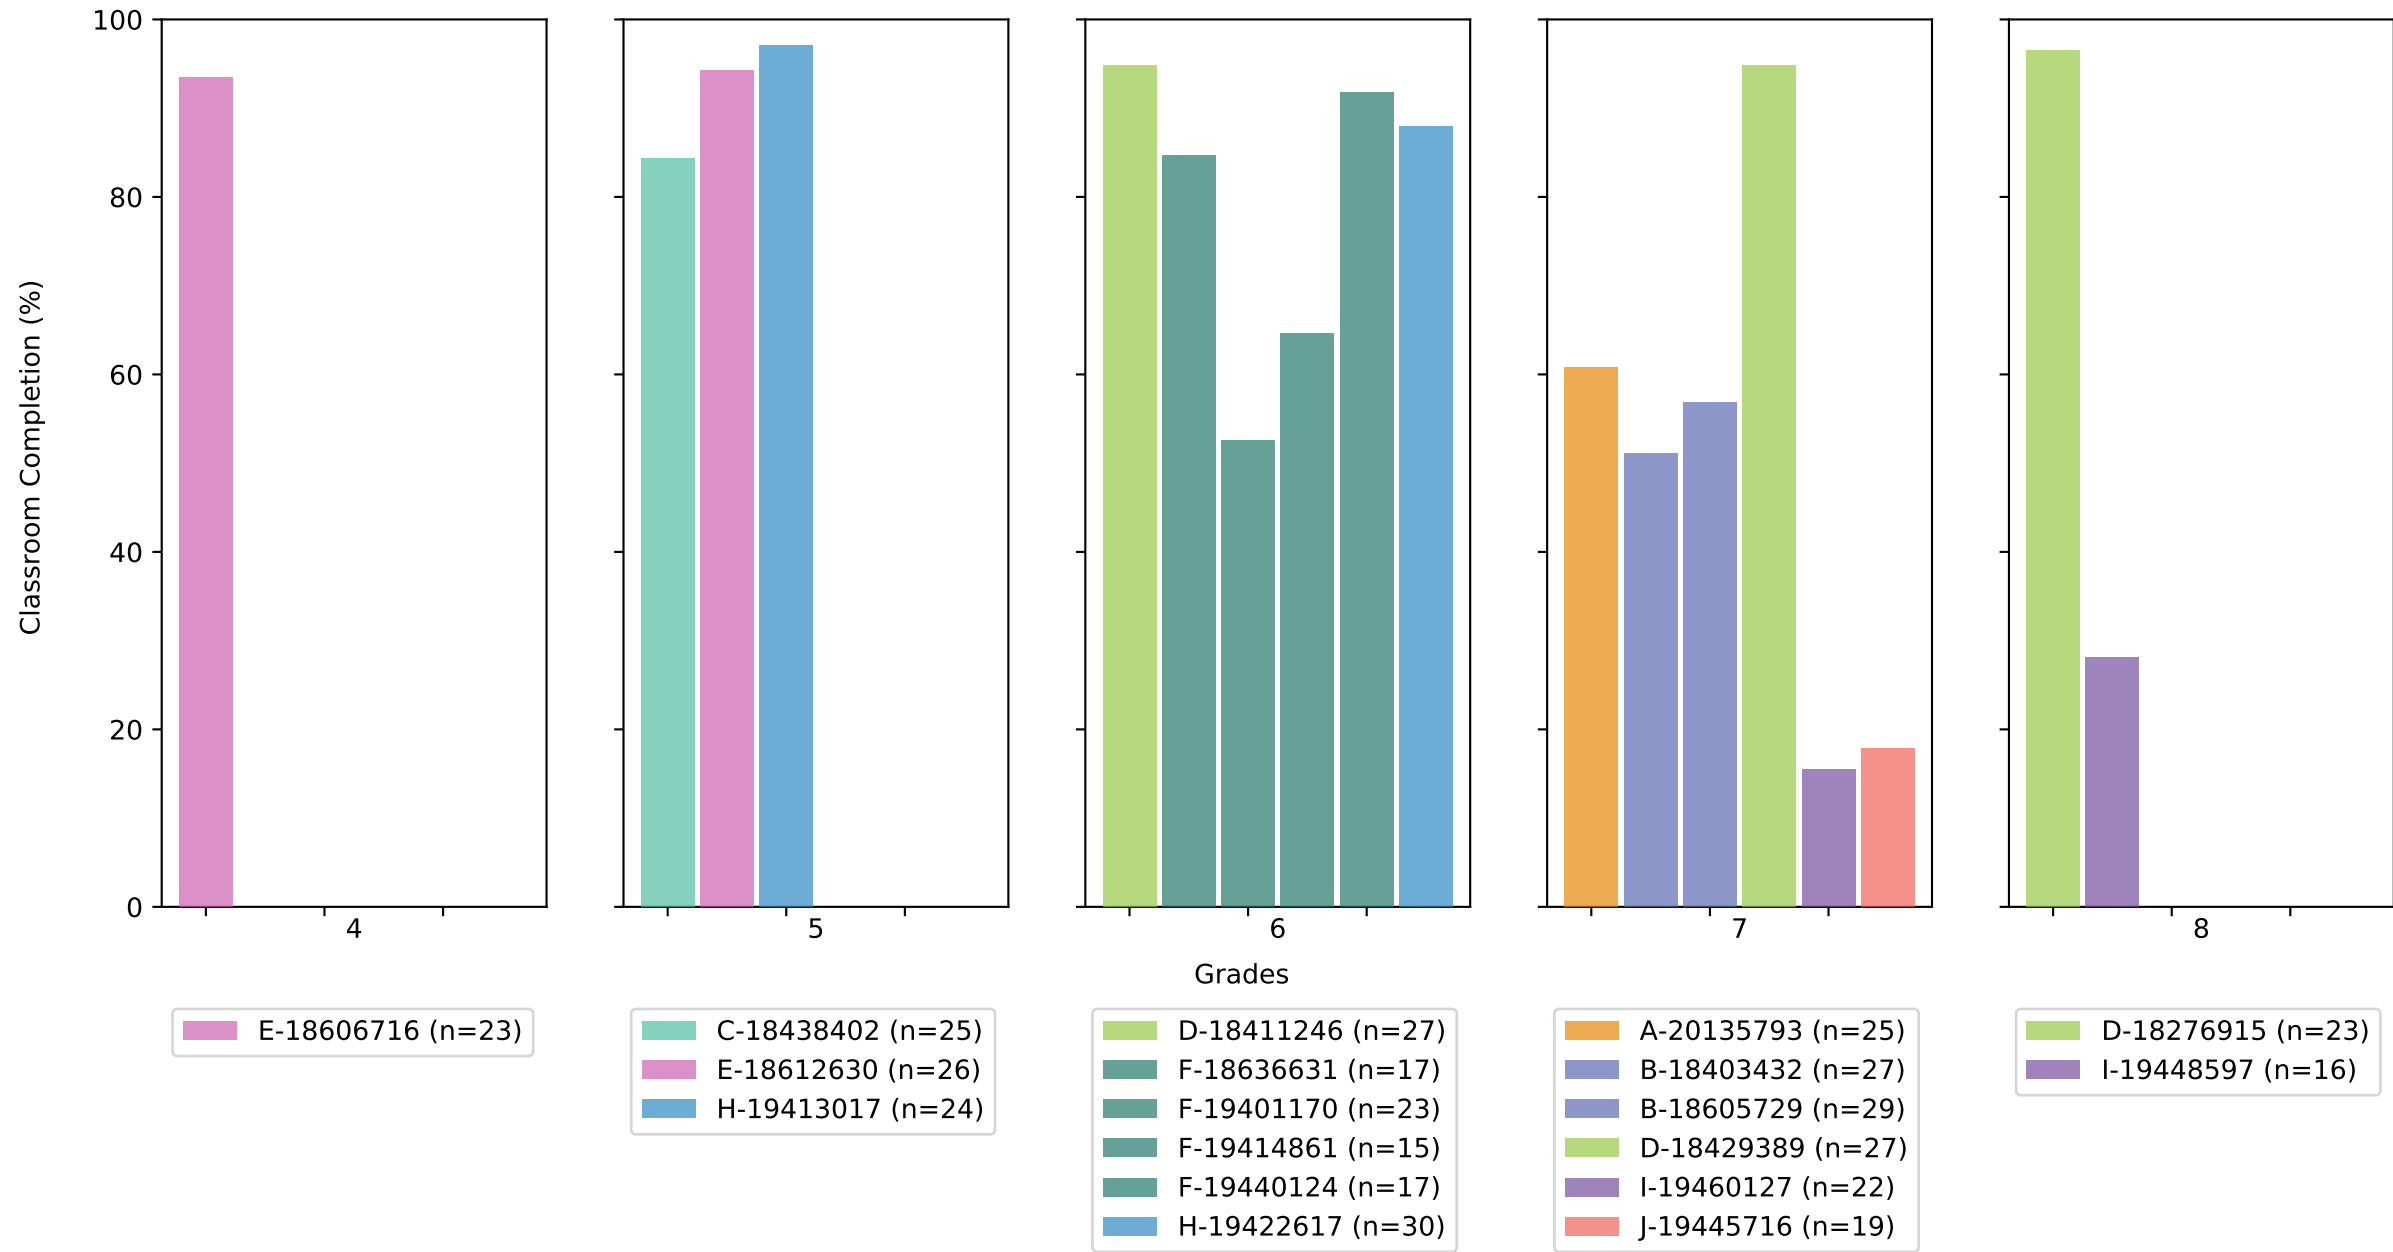 Classroom Completion (%)
100
80
60
40
20
0
4
5
6
7
8
Grades
E-18606716 (n=23)
C-18438402 (n=25)
E-18612630 (n=26)
H-19413017 (n=24)
D-18411246 (n=27)
F-18636631 (n=17)
F-19401170 (n=23)
F-19414861 (n=15)
F-19440124 (n=17)
H-19422617 (n=30)
A-20135793 (n=25)
B-18403432 (n=27)
B-18605729 (n=29)
D-18429389 (n=27)
I-19460127 (n=22)
J-19445716 (n=19)
D-18276915 (n=23)
I-19448597 (n=16)